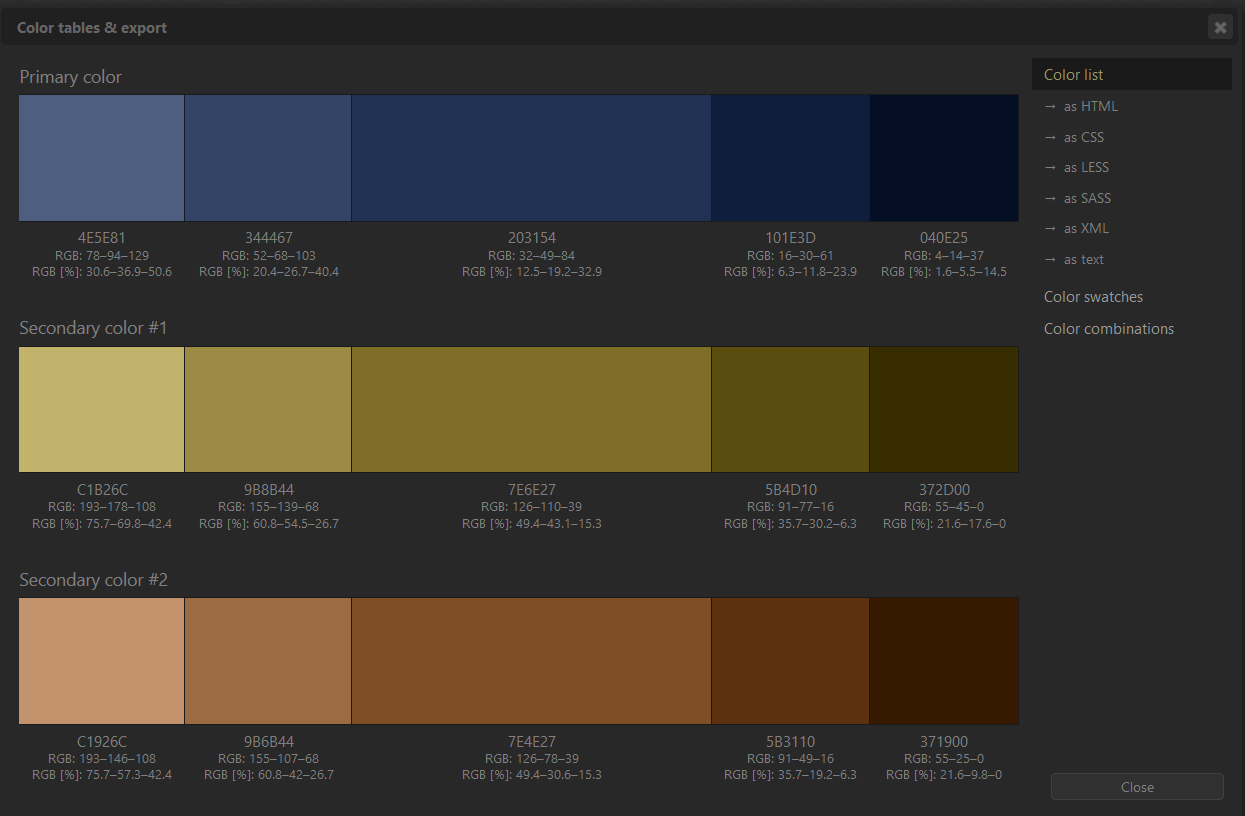 Color tables & export
Primary color
4E5E81
RGB: 78–94–129
RGB [%]: 30.6–36.9–50.6
344467
RGB: 52–68–103
RGB [%]: 20.4–26.7–40.4
203154
RGB: 32–49–84
RGB [%]: 12.5–19.2–32.9
101E3D
RGB: 16–30–61
RGB [%]: 6.3–11.8–23.9
040E25
RGB: 4–14–37
RGB [%]: 1.6–5.5–14.5
Secondary color #1
C1B26C
RGB: 193–178–108
RGB [%]: 75.7–69.8–42.4
9B8B44
RGB: 155–139–68
RGB [%]: 60.8–54.5–26.7
7E6E27
RGB: 126–110–39
RGB [%]: 49.4–43.1–15.3
5B4D10
RGB: 91–77–16
RGB [%]: 35.7–30.2–6.3
372D00
RGB: 55–45–0
RGB [%]: 21.6–17.6–0
Secondary color #2
C1926C
RGB: 193–146–108
RGB [%]: 75.7–57.3–42.4
9B6B44
RGB: 155–107–68
RGB [%]: 60.8–42–26.7
7E4E27
RGB: 126–78–39
RGB [%]: 49.4–30.6–15.3
5B3110
RGB: 91–49–16
RGB [%]: 35.7–19.2–6.3
371900
RGB: 55–25–0
RGB [%]: 21.6–9.8–0
Color list
→ as HTML
→ as CSS
→ as LESS
→ as SASS
→ as XML
→ as text
Color swatches
Color combinations
Close